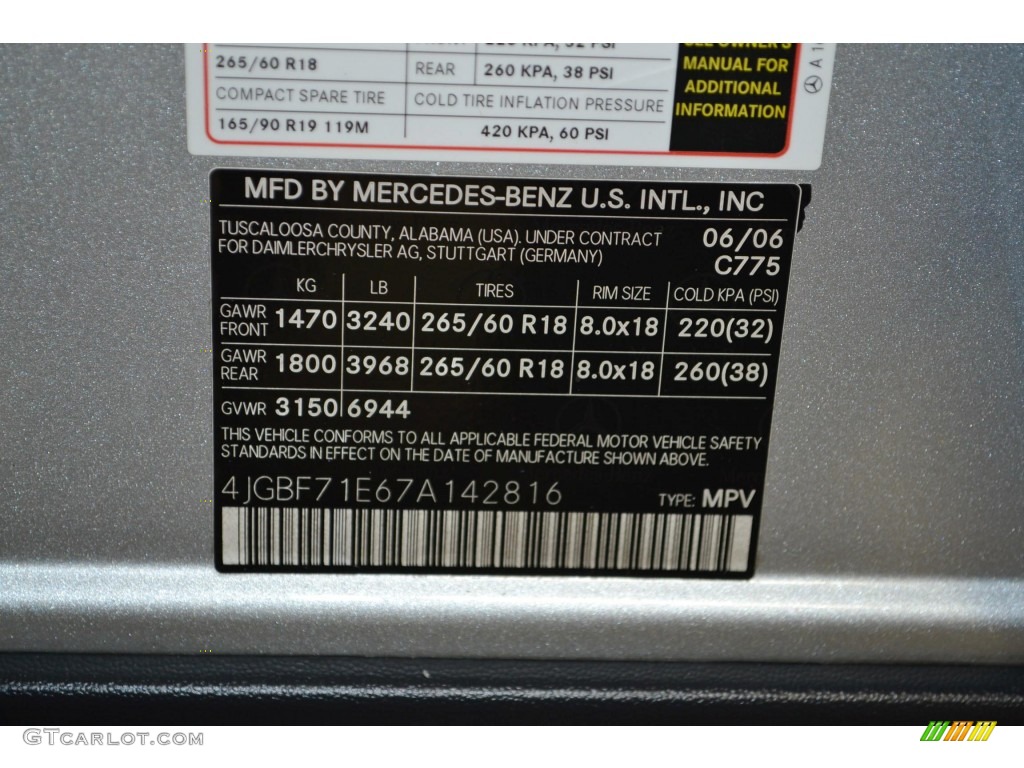 265/60 R18 REAR 260 KPA, 38 PSI
COMPACT SPARE TIRE COLD TIRE INFLATION PRESSURE
165/90 R19 119M 420 KPA, 60 PSI
SEE OWNER'S
MANUAL FOR
ADDITIONAL
INFORMATION
MFD BY MERCEDES-BENZ U.S. INTL., INC
TUSCALOOSA COUNTY, ALABAMA (USA). UNDER CONTRACT
FOR DAIMLERCHRYSLER AG, STUTTGART (GERMANY)
06/06
C775
KG LB TIRES RIM SIZE COLD KPA (PSI)
GAWR
FRONT 1470 3240 265/60 R18 8.0x18 220(32)
GAWR
REAR 1800 3968 265/60 R18 8.0x18 260(38)
GVWR 3150 6944
THIS VEHICLE CONFORMS TO ALL APPLICABLE FEDERAL MOTOR VEHICLE SAFETY
STANDARDS IN EFFECT ON THE DATE OF MANUFACTURE SHOWN ABOVE.
4JGBF71E67A142816 TYPE: MPV
GTCarLot.com